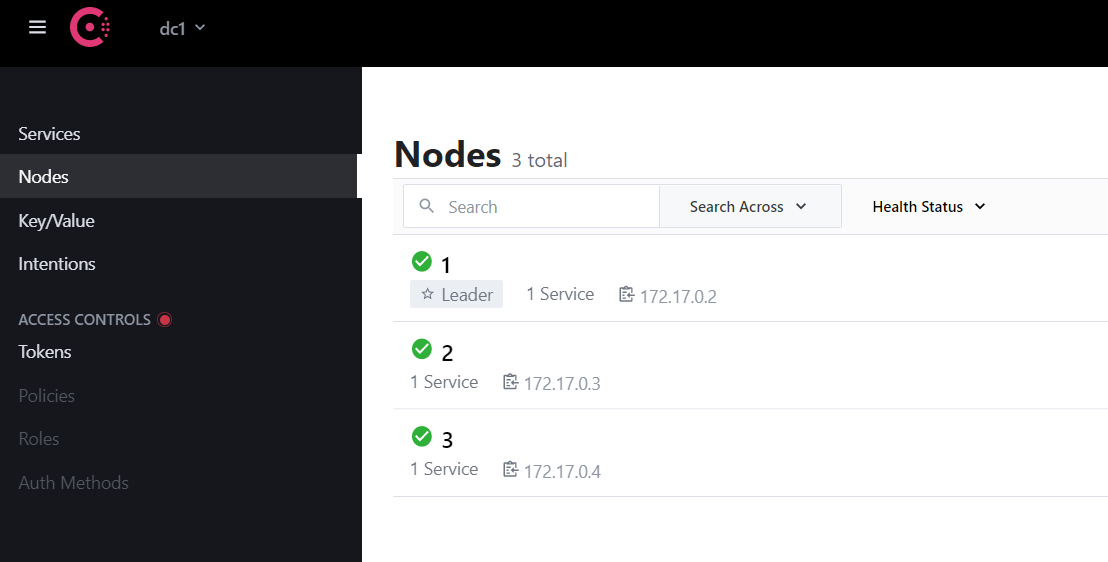 dc1
Services
Nodes
Key/Value
Intentions
ACCESS CONTROLS
Tokens
Policies
Roles
Auth Methods
Nodes 3 total
Search Search Across Health Status
1
Leader 1 Service 172.17.0.2
2
1 Service 172.17.0.3
3
1 Service 172.17.0.4